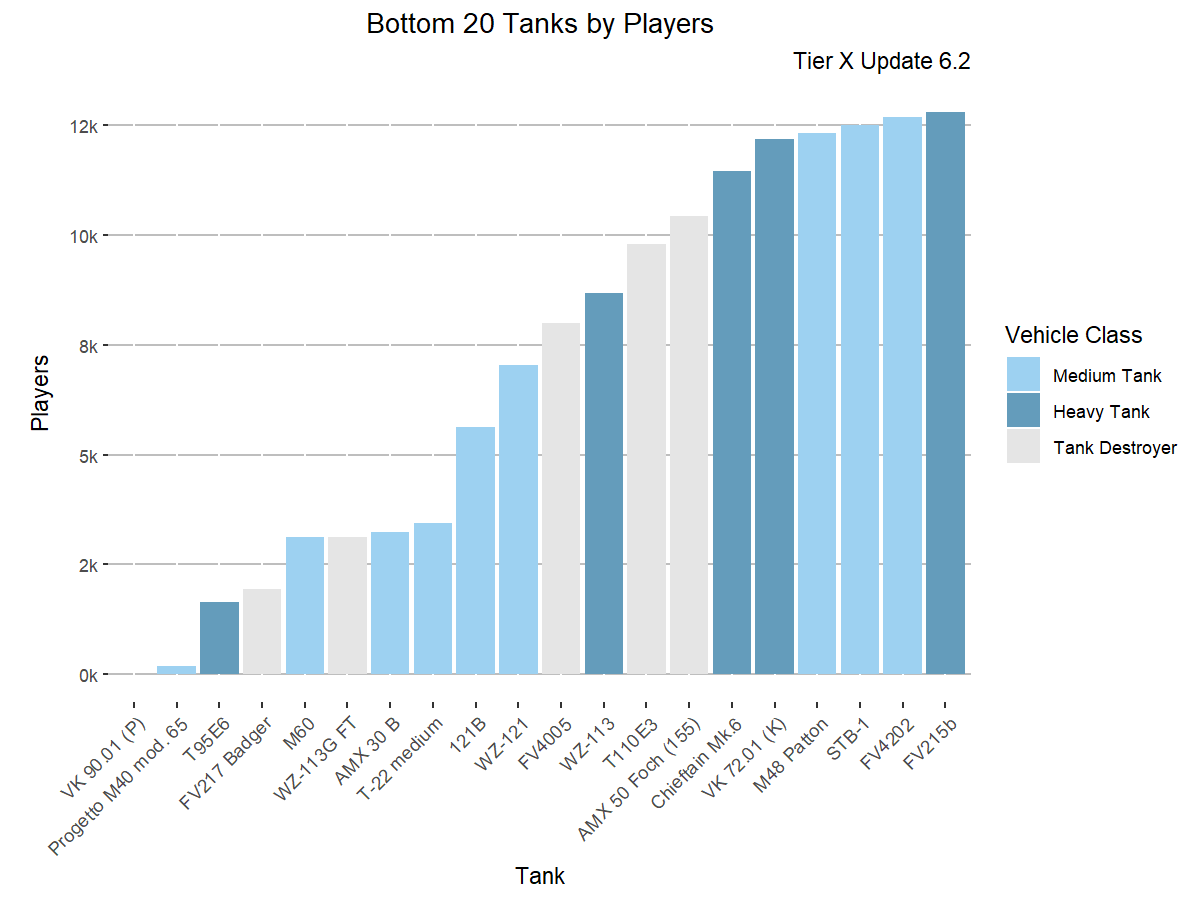 Bottom 20 Tanks by Players
Tier X Update 6.2
12k
10k
8k
5k
2k
0k
Players
VK 90.01 (P)
Progetto M40 mod. 65
T95E6
FV217 Badger
M60
WZ-113G FT
AMX 30 B
T-22 medium
121B
WZ-121
FV4005
WZ-113
T110E3
AMX 50 Foch (155)
Chieftain Mk.6
VK 72.01 (K)
M48 Patton
STB-1
FV4202
FV215b
Tank
Vehicle Class
Medium Tank
Heavy Tank
Tank Destroyer